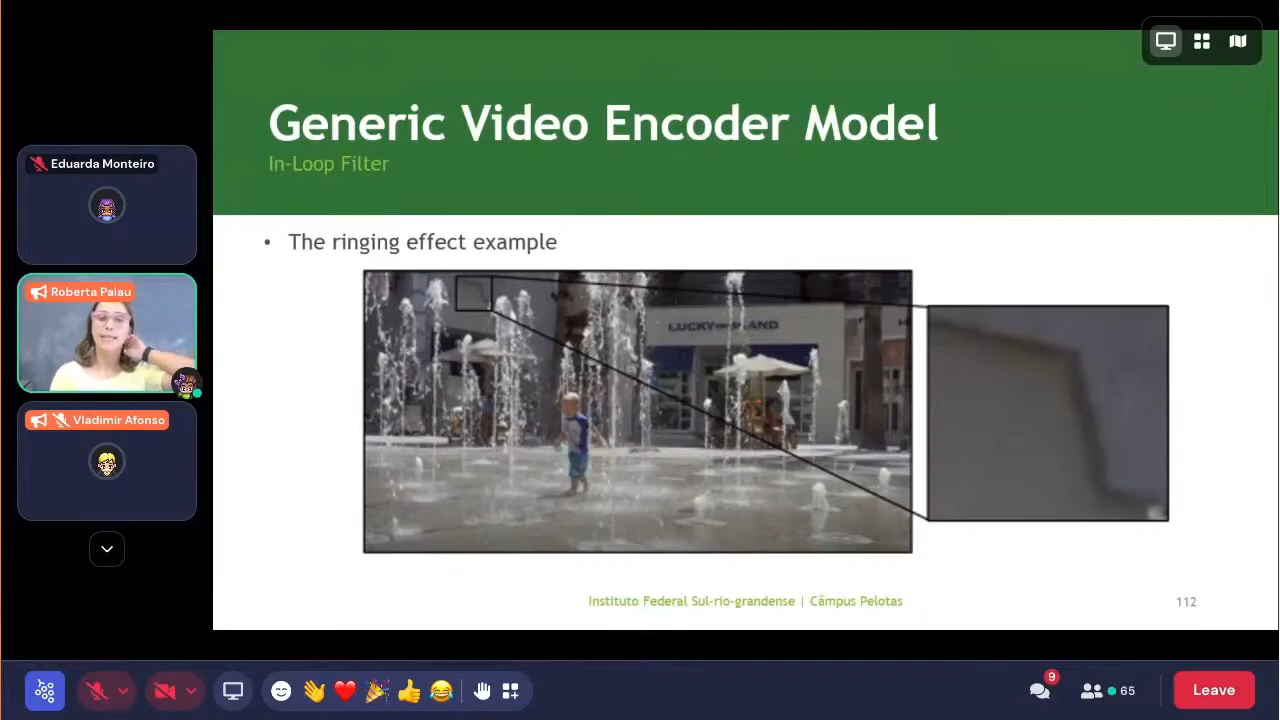 Generic Video Encoder Model
In-Loop Filter
Eduarda Monteiro
Roberta Palau
Vladimir Afonso
• The ringing effect example
Instituto Federal Sul-rio-grandense | Câmpus Pelotas
112
9
65
Leave